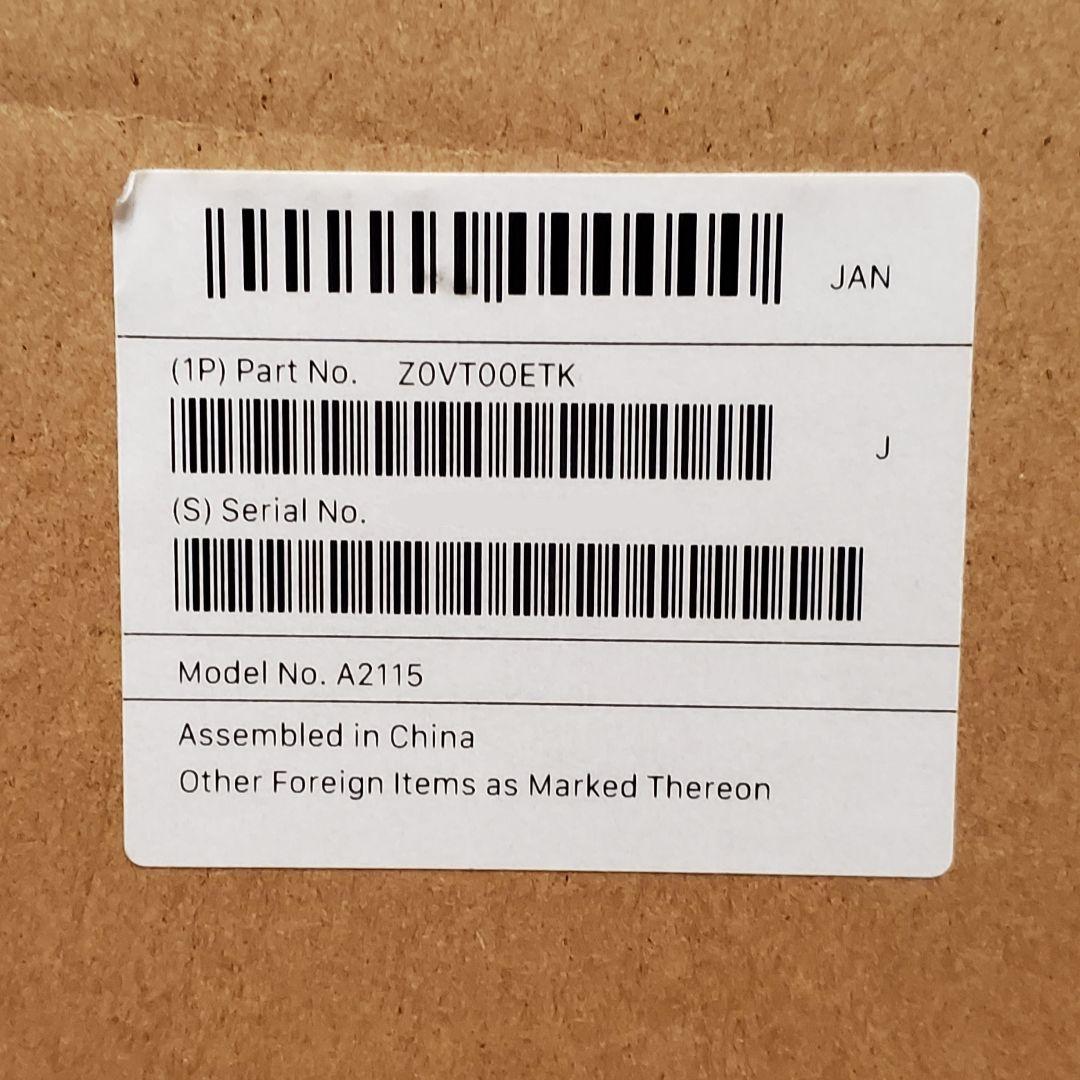 JAN
(1P) Part No. Z0VT00ETK
J
(S) Serial No.
Model No. A2115
Assembled in China
Other Foreign Items as Marked Thereon